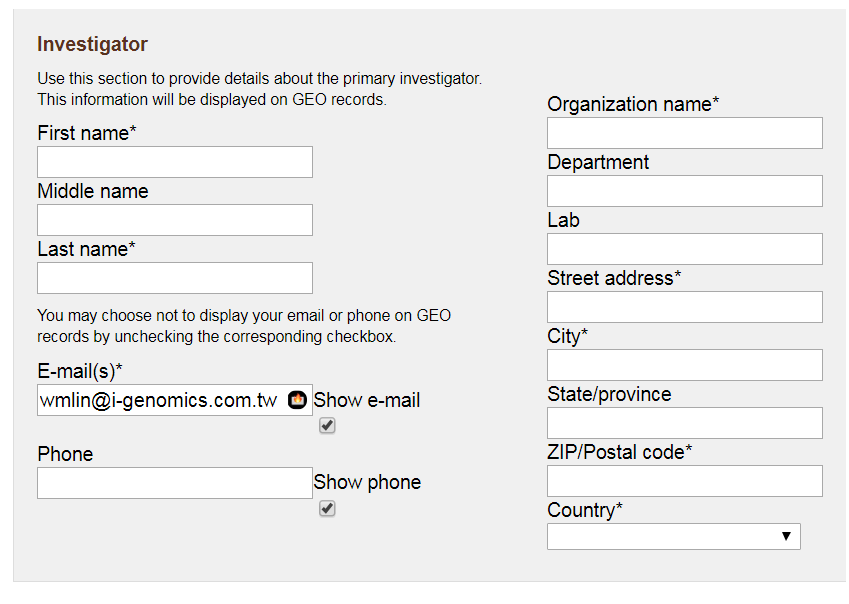 Investigator
Use this section to provide details about the primary investigator.
This information will be displayed on GEO records.
First name*
Middle name
Last name*
You may choose not to display your email or phone on GEO
records by unchecking the corresponding checkbox.
E-mail(s)*
wmlin@i-genomics.com.tw Show e-mail
Phone
Show phone
Organization name*
Department
Lab
Street address*
City*
State/province
ZIP/Postal code*
Country*